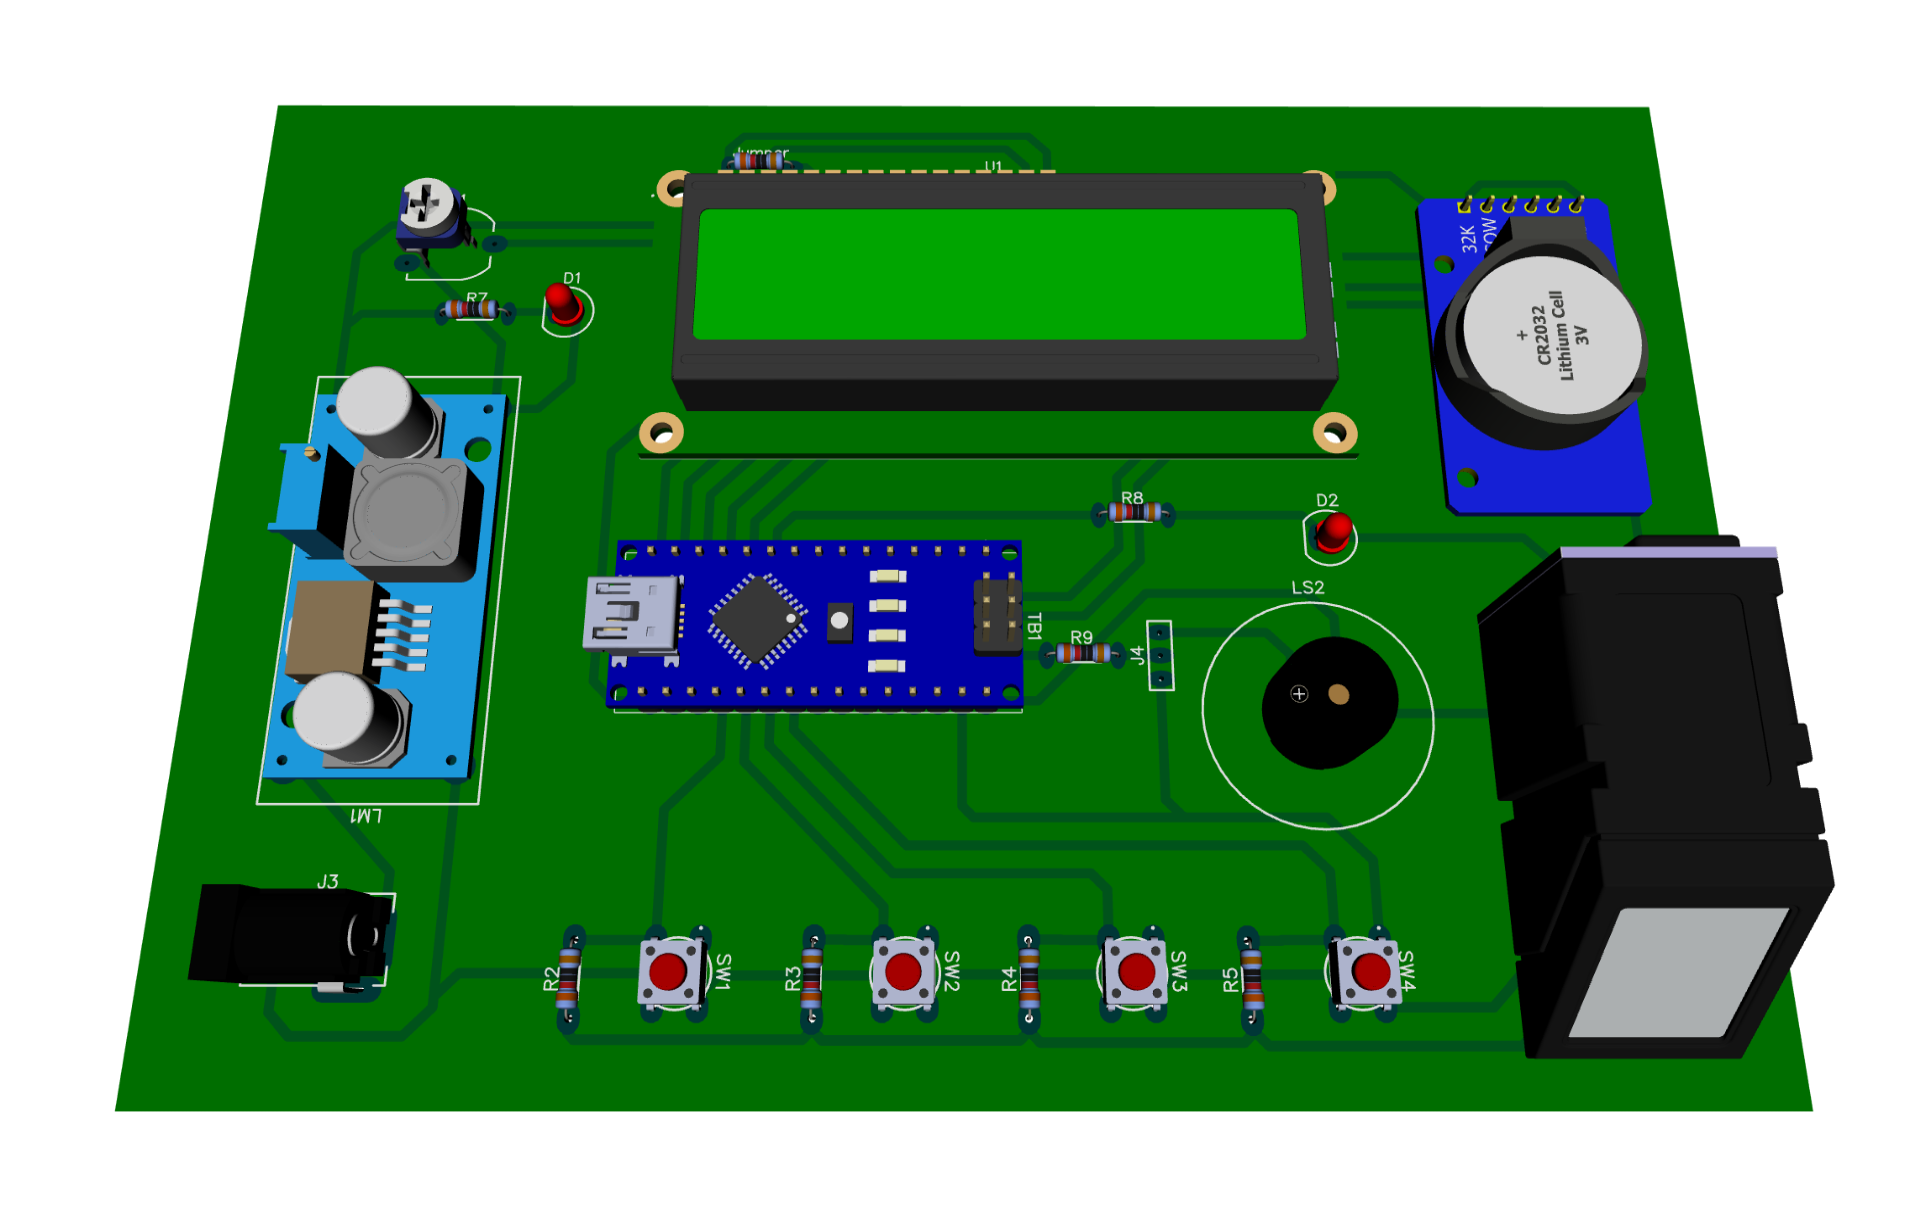 Jumper
U1
32K
SQW
D1
R7
+
CR2032
Lithium Cell
3V
R8
D2
LS2
TB1
R9
J4
LM1
J3
R2
SW1
R3
SW2
R4
SW3
R5
SW4